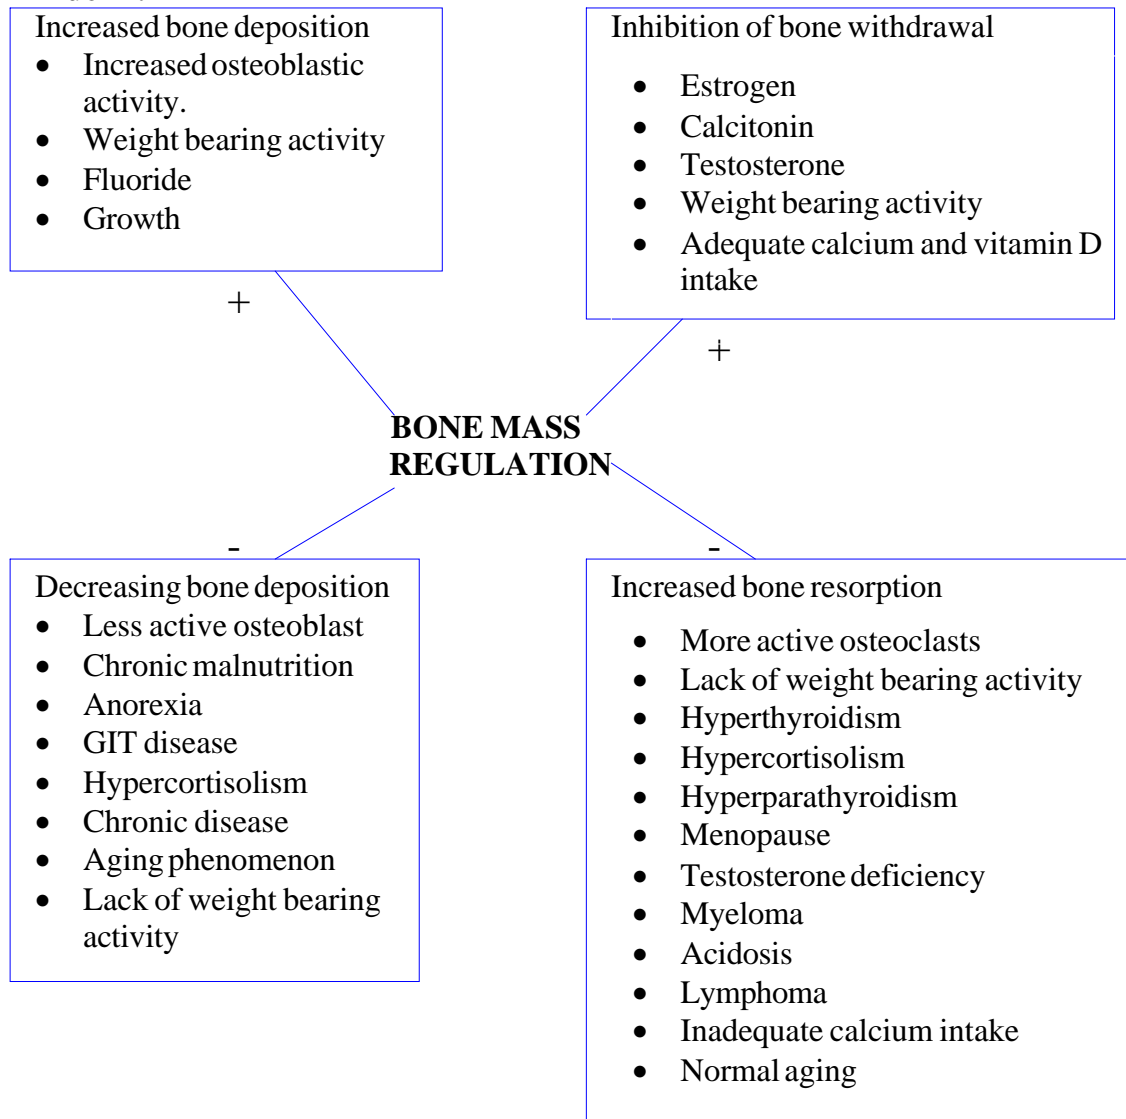 Increased bone deposition
• Increased osteoblastic
activity.
• Weight bearing activity
• Fluoride
• Growth
+
Inhibition of bone withdrawal
• Estrogen
• Calcitonin
• Testosterone
• Weight bearing activity
• Adequate calcium and vitamin D
intake
+
BONE MASS
REGULATION
-
Decreasing bone deposition
• Less active osteoblast
• Chronic malnutrition
• Anorexia
• GIT disease
• Hypercortisolism
• Chronic disease
• Aging phenomenon
• Lack of weight bearing
activity
-
Increased bone resorption
• More active osteoclasts
• Lack of weight bearing activity
• Hyperthyroidism
• Hypercortisolism
• Hyperparathyroidism
• Menopause
• Testosterone deficiency
• Myeloma
• Acidosis
• Lymphoma
• Inadequate calcium intake
• Normal aging